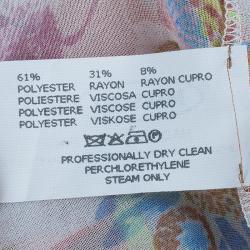 61% 31% 8%
POLYESTER RAYON RAYON CUPRO
POLIESTERE VISCOSA CUPRO
POLYESTERE VISCOSE CUPRO
POLYESTER VISKOSE CUPRO
PROFESSIONALLY DRY CLEAN
PERCHLORETHYLENE
STEAM ONLY